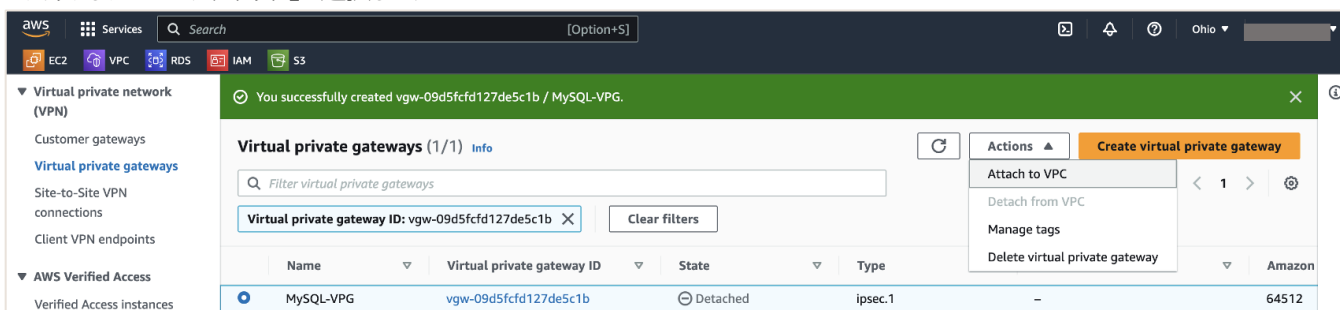 aws
Services
Search
[Option+S]
Ohio ▼
EC2
VPC
RDS
IAM
S3
▼ Virtual private network
(VPN)
Customer gateways
Virtual private gateways
Site-to-Site VPN
connections
Client VPN endpoints
▼ AWS Verified Access
Verified Access instances
You successfully created vgw-09d5fcfd127de5c1b / MySQL-VPG.
Virtual private gateways (1/1) Info
Actions ▲
Create virtual private gateway
Attach to VPC
Detach from VPC
Manage tags
Delete virtual private gateway
Filter virtual private gateways
< 1 >
Virtual private gateway ID: vgw-09d5fcfd127de5c1b
Clear filters
Name
Virtual private gateway ID
State
Type
Amazon
MySQL-VPG
vgw-09d5fcfd127de5c1b
Detached
ipsec.1
–
64512